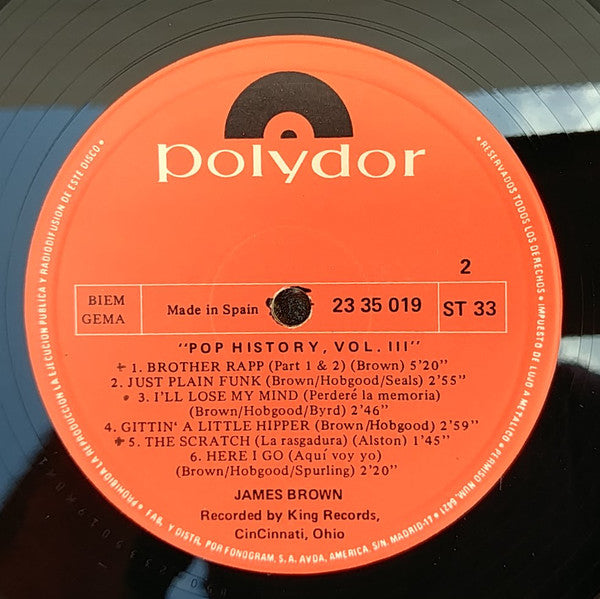 polydor
2
BIEM
GEMA
Made in Spain
23 35 019
ST 33
"POP HISTORY, VOL. III"
1. BROTHER RAPP (Part 1 & 2) (Brown) 5'20"
2. JUST PLAIN FUNK (Brown/Hobgood/Seals) 2'55"
3. I'LL LOSE MY MIND (Perderé la memoria)
(Brown/Hobgood/Byrd) 2'46"
4. GITTIN' A LITTLE HIPPER (Brown/Hobgood) 2'59"
5. THE SCRATCH (La rasgadura) (Alston) 1'45"
6. HERE I GO (Aquí voy yo)
(Brown/Hobgood/Spurling) 2'20"
JAMES BROWN
Recorded by King Records,
CinCinnati, Ohio
PROHIBIDA LA REPRODUCCION, LA EJECUCION PUBLICA Y RADIODIFUSION DE ESTE DISCO
RESERVADOS TODOS LOS DERECHOS • IMPUESTO DE LUJO A METALICO • PERMISO NUM. 6421
FAB. Y DISTR. POR FONOGRAM, S. A. AVDA. AMERICA, S/N. MADRID-17